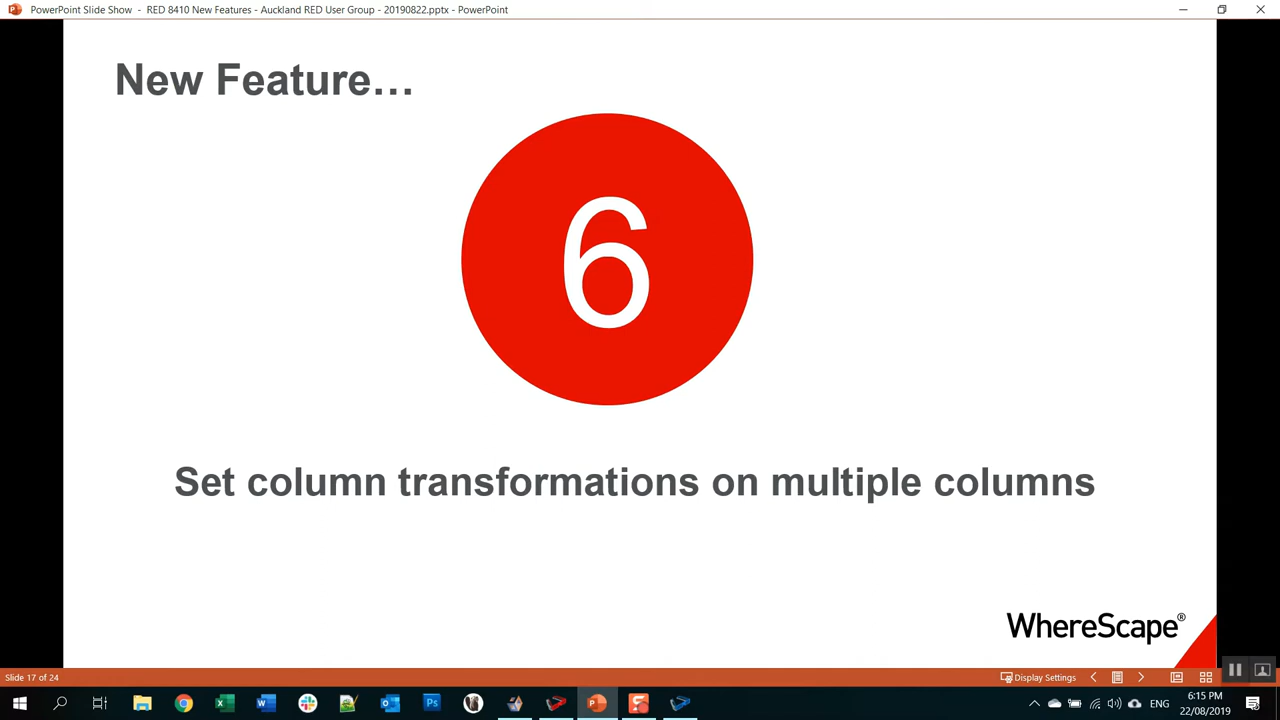 PowerPoint Slide Show - RED 8410 New Features - Auckland RED User Group - 20190822.pptx - PowerPoint
New Feature…
6
Set column transformations on multiple columns
WhereScape®
Slide 17 of 24
Display Settings
ENG
6:15 PM
22/08/2019